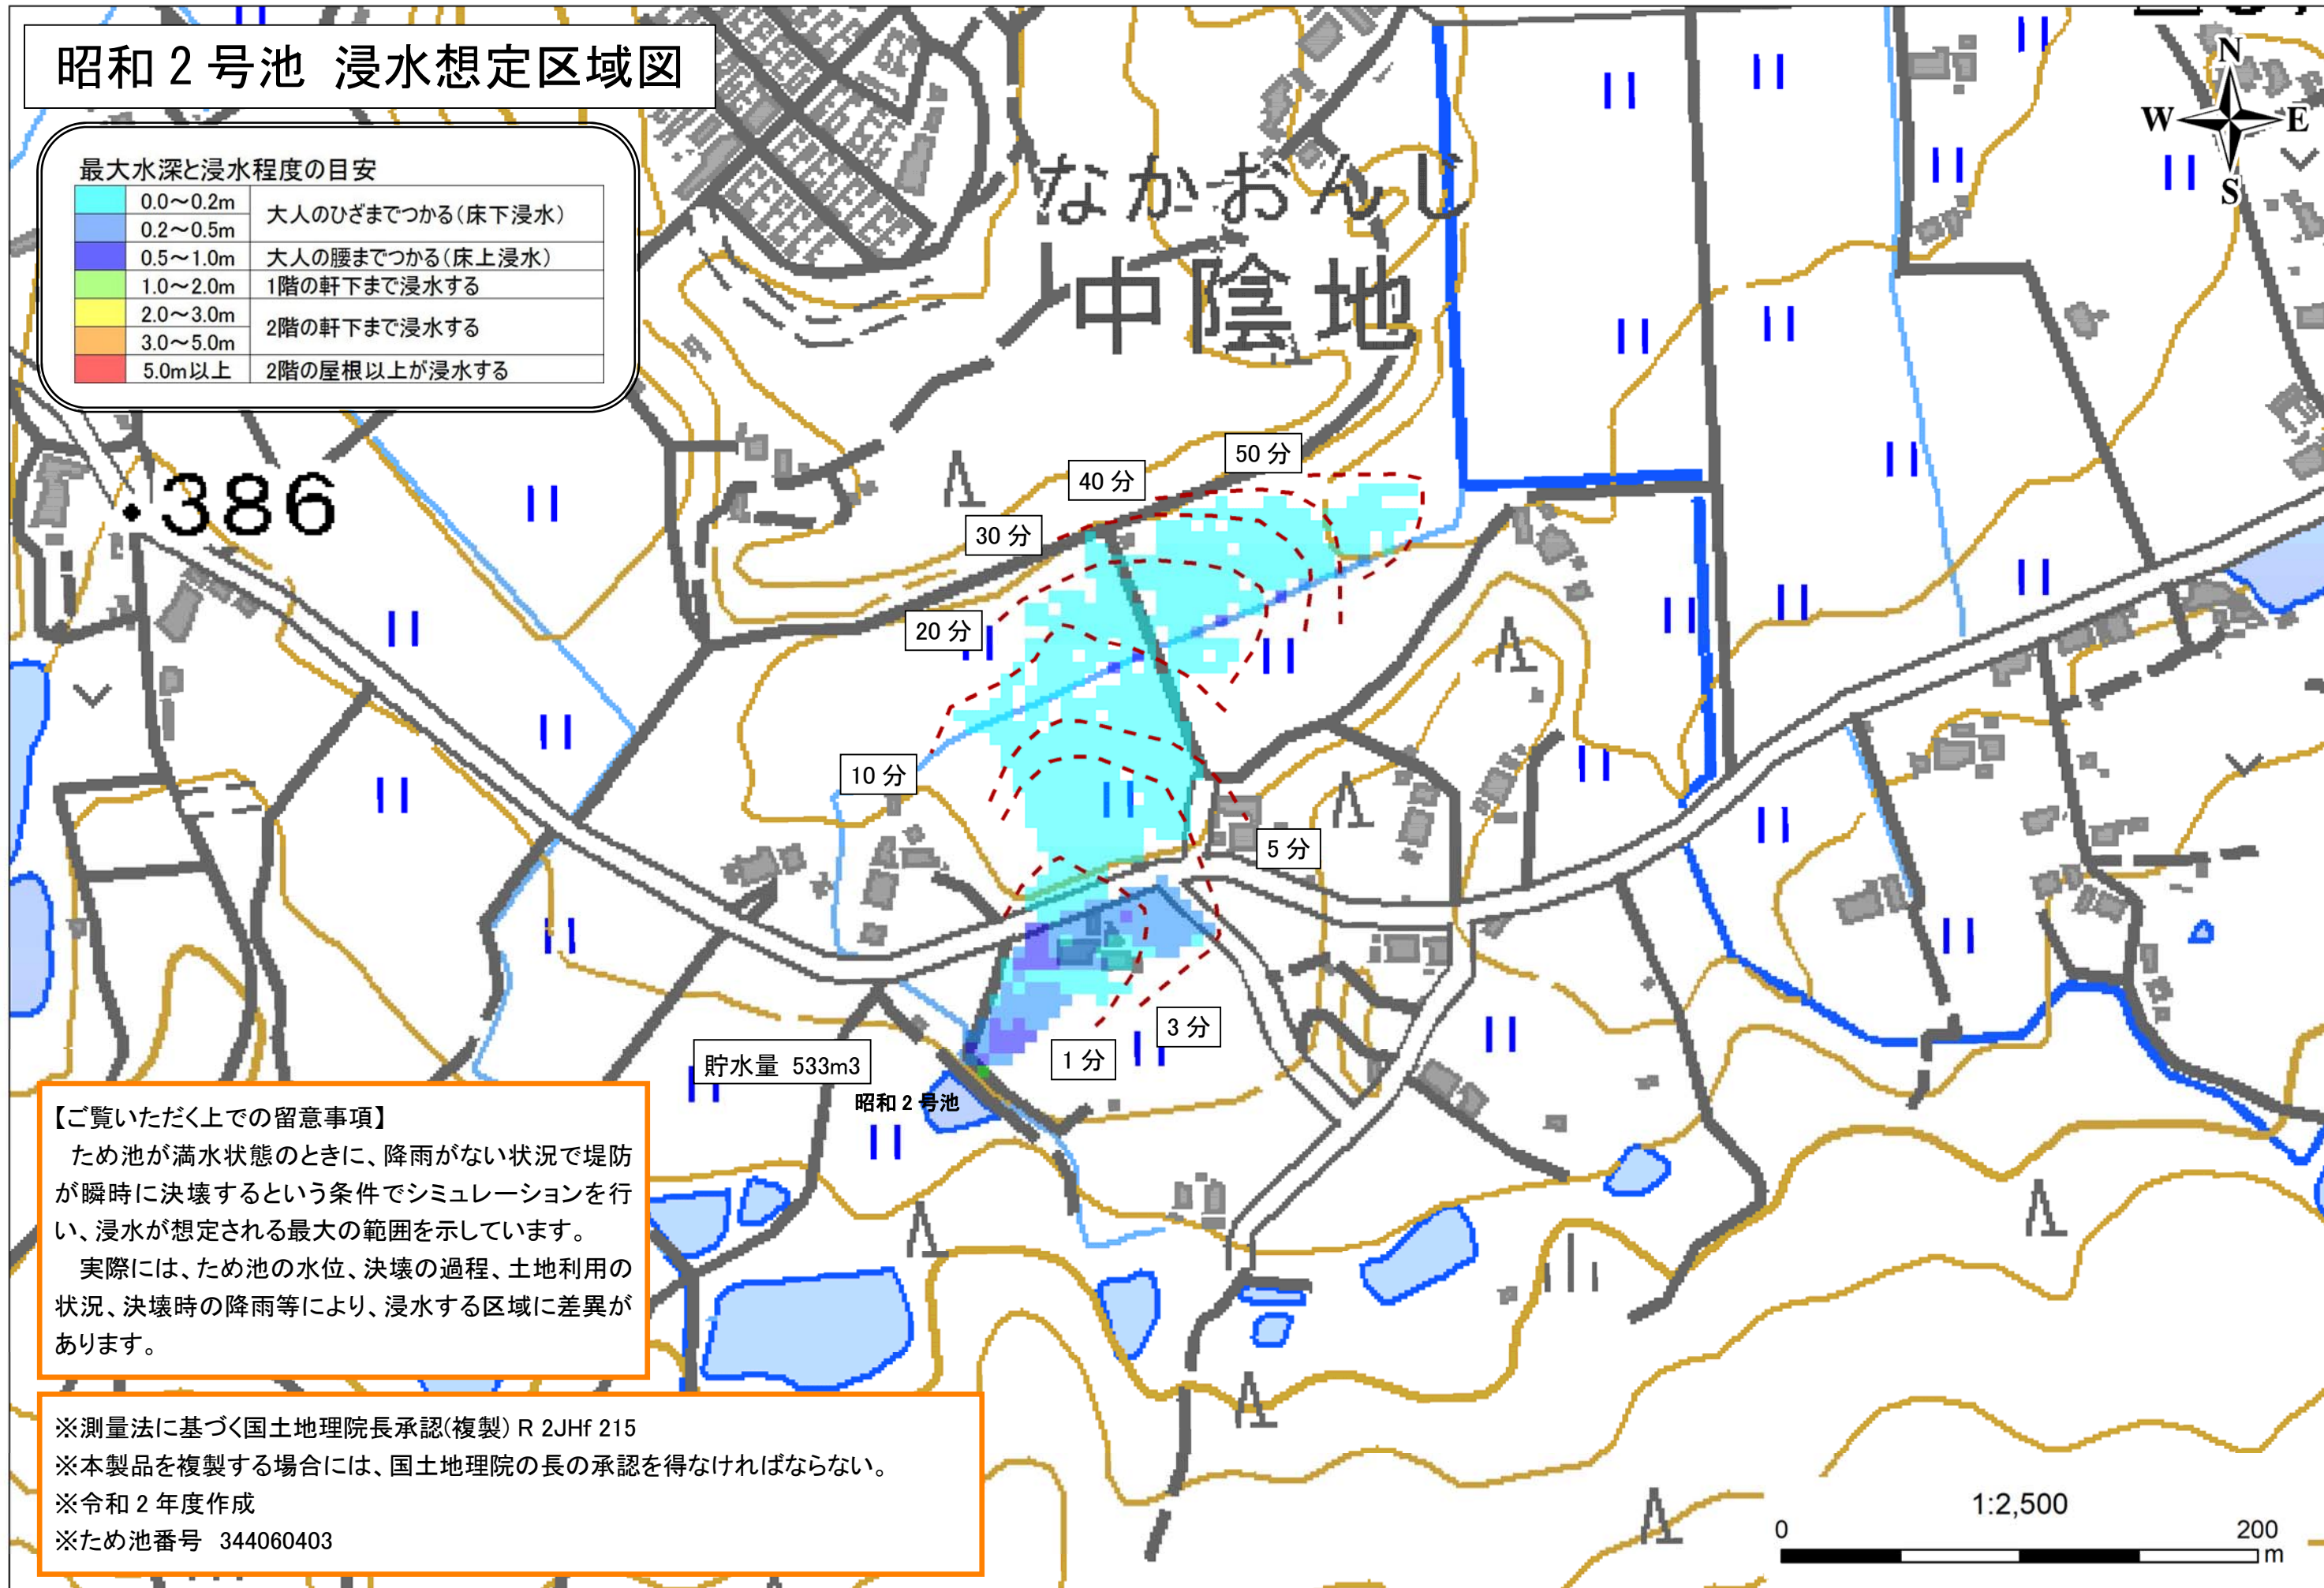 昭和２号池 浸水想定区域図
最大水深と浸水程度の目安
0.0～0.2m
大人のひざまでつかる(床下浸水)
0.2～0.5m
0.5～1.0m 大人の腰までつかる(床上浸水)
1.0～2.0m 1階の軒下まで浸水する
2.0～3.0m
2階の軒下まで浸水する
3.0～5.0m
5.0m以上 2階の屋根以上が浸水する
N
W E
S
なかおんじ
中陰地
386
50 分
40 分
30 分
20 分
10 分
5 分
3 分
1 分
貯水量 533m3
昭和２号池
【ご覧いただく上での留意事項】
ため池が満水状態のときに、降雨がない状況で堤防
が瞬時に決壊するという条件でシミュレーションを行
い、浸水が想定される最大の範囲を示しています。
実際には、ため池の水位、決壊の過程、土地利用の
状況、決壊時の降雨等により、浸水する区域に差異が
あります。
※測量法に基づく国土地理院長承認(複製) R 2JHf 215
※本製品を複製する場合には、国土地理院の長の承認を得なければならない。
※令和 2 年度作成
※ため池番号 344060403
1:2,500
0 200
m